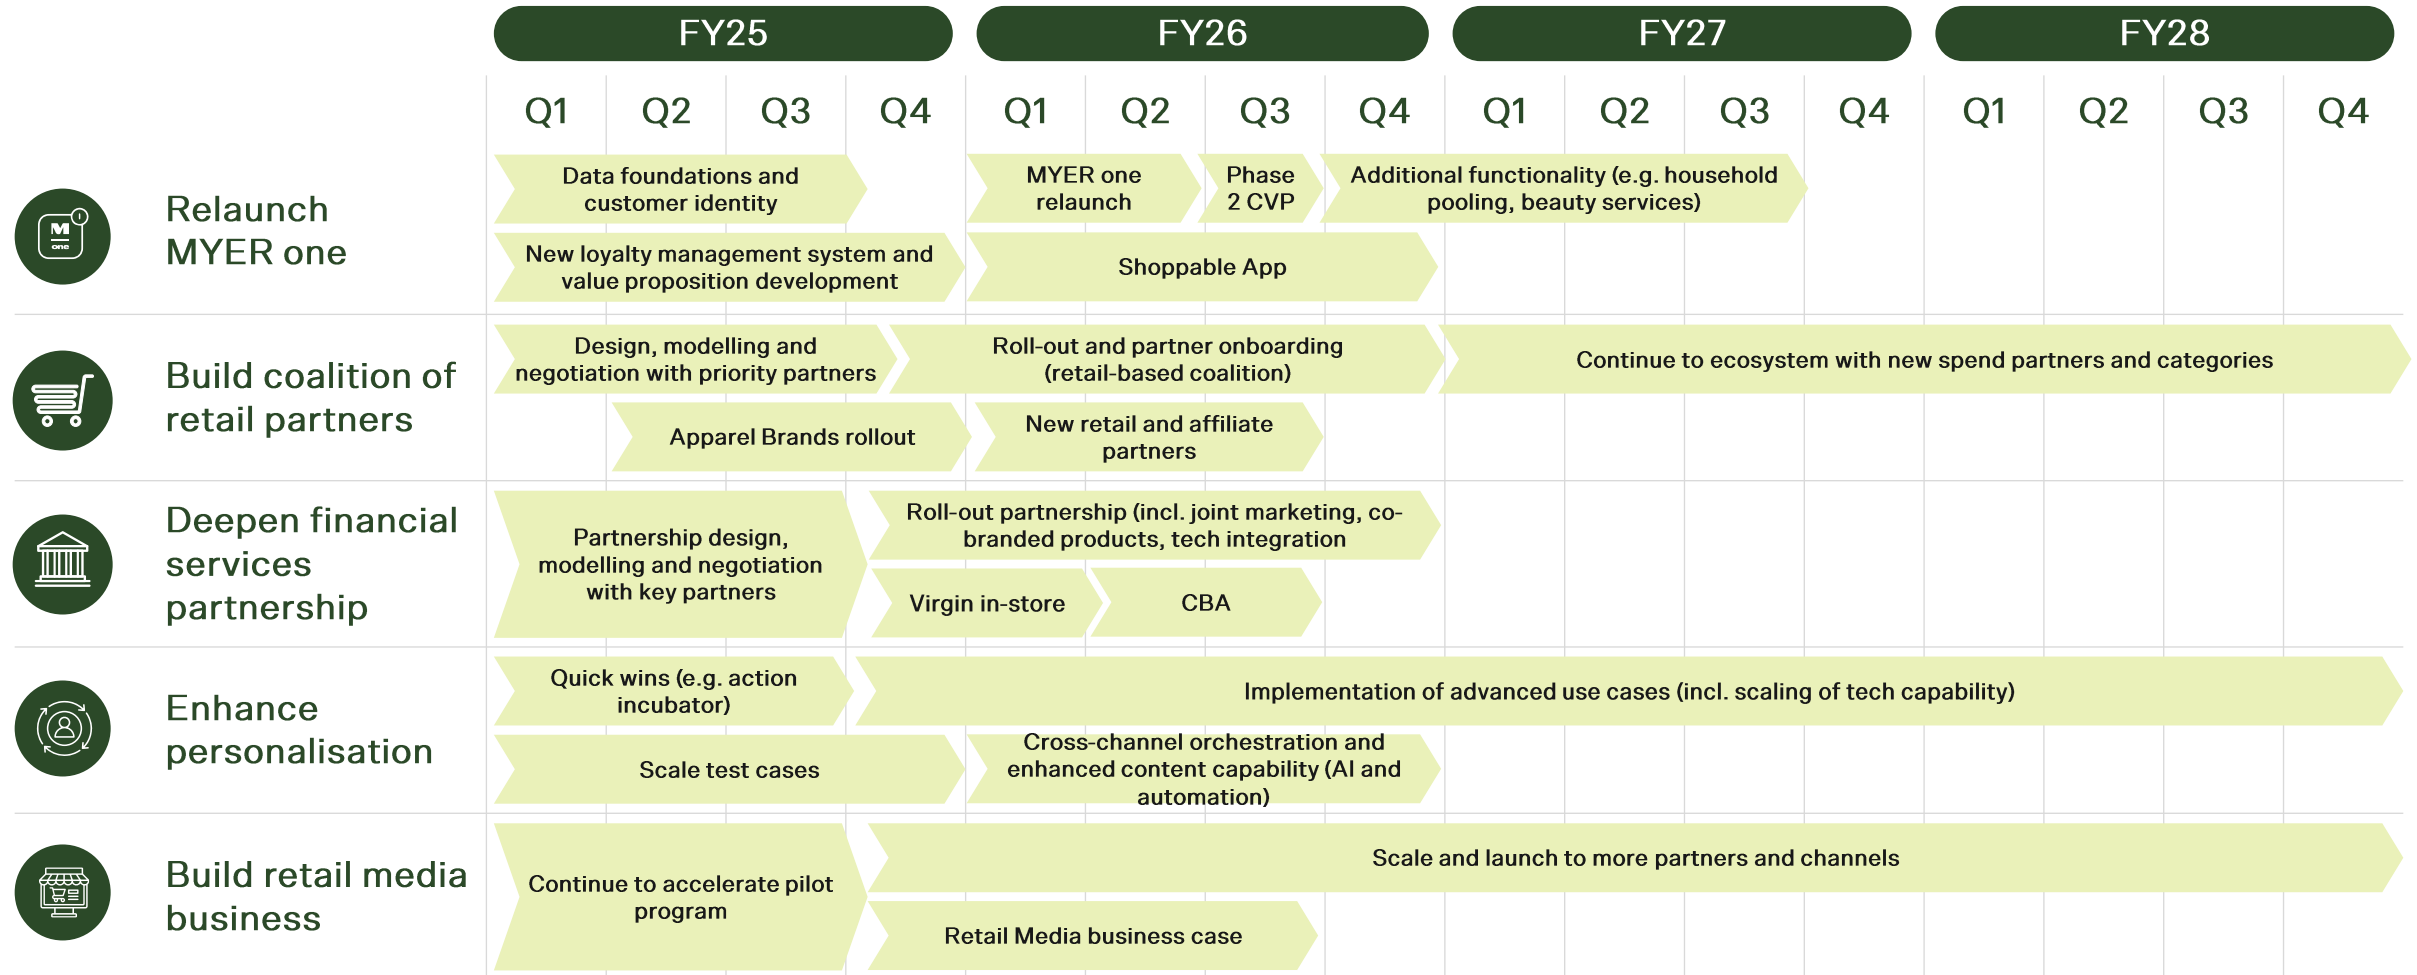 FY25
FY26
FY27
FY28
Q1
Q2
Q3
Q4
Q1
Q2
Q3
Q4
Q1
Q2
Q3
Q4
Q1
Q2
Q3
Q4
M
one
Relaunch
MYER one
Data foundations and
customer identity
MYER one
relaunch
Phase
2 CVP
Additional functionality (e.g. household
pooling, beauty services)
New loyalty management system and
value proposition development
Shoppable App
Build coalition of
retail partners
Design, modelling and
negotiation with priority partners
Roll-out and partner onboarding
(retail-based coalition)
Continue to ecosystem with new spend partners and categories
Apparel Brands rollout
New retail and affiliate
partners
Deepen financial
services
partnership
Partnership design,
modelling and negotiation
with key partners
Roll-out partnership (incl. joint marketing, co-
branded products, tech integration
Virgin in-store
CBA
Enhance
personalisation
Quick wins (e.g. action
incubator)
Implementation of advanced use cases (incl. scaling of tech capability)
Scale test cases
Cross-channel orchestration and
enhanced content capability (AI and
automation)
Build retail media
business
Continue to accelerate pilot
program
Scale and launch to more partners and channels
Retail Media business case